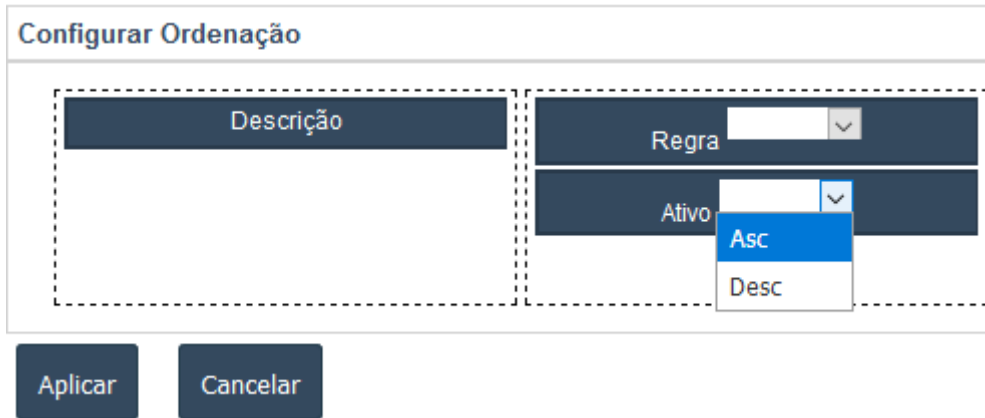 Configurar Ordenação
Descrição
Regra
Ativo
Asc
Desc
Aplicar
Cancelar